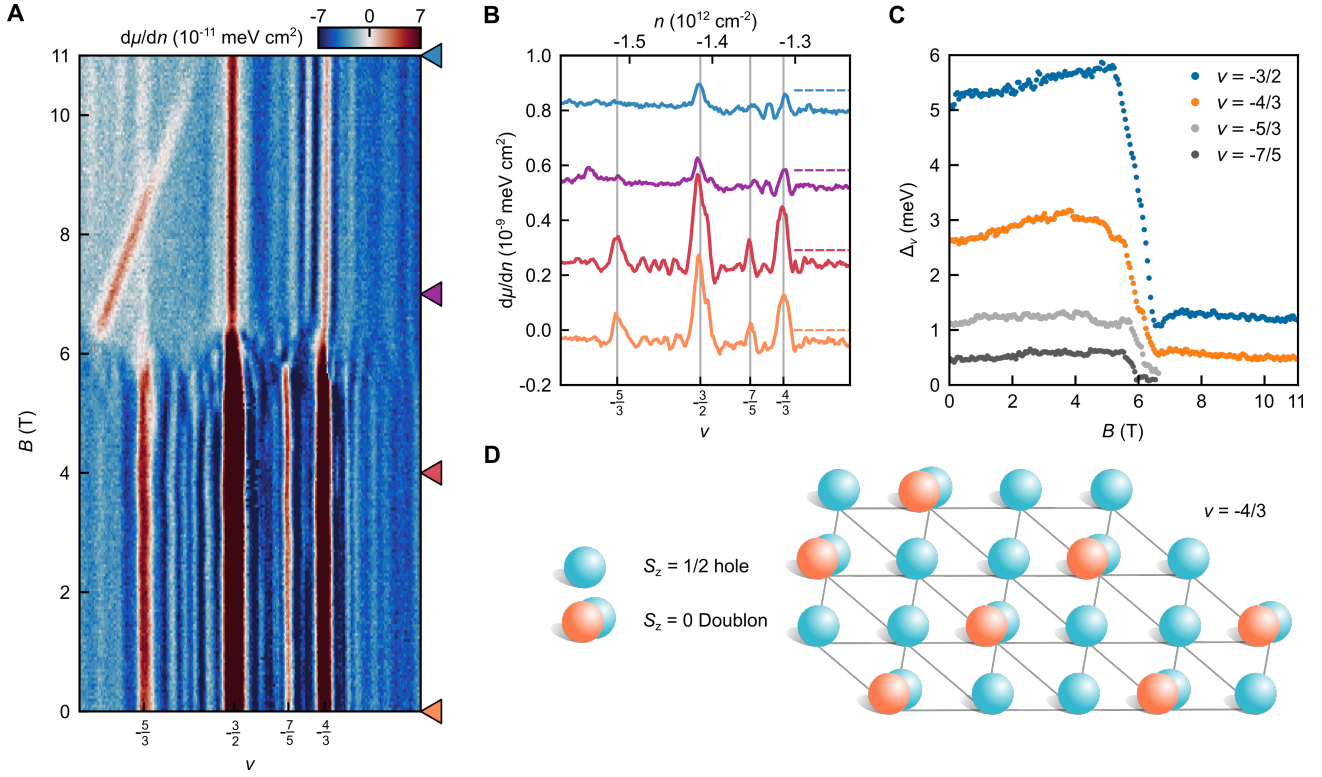 A
-7 0 7
dμ/dn (10-11 meV cm2)
11
10
8
6
4
2
0
B (T)
-5/3 -3/2 -7/5 -4/3
ν
B
n (1012 cm-2)
-1.5 -1.4 -1.3
1.0
0.8
0.6
0.4
0.2
0.0
-0.2
dμ/dn (10-9 meV cm2)
-5/3 -3/2 -7/5 -4/3
ν
C
6
5
4
3
2
1
0
Δν (meV)
ν = -3/2
ν = -4/3
ν = -5/3
ν = -7/5
0 2 4 6 8 10 11
B (T)
D
Sz = 1/2 hole
Sz = 0 Doublon
ν = -4/3